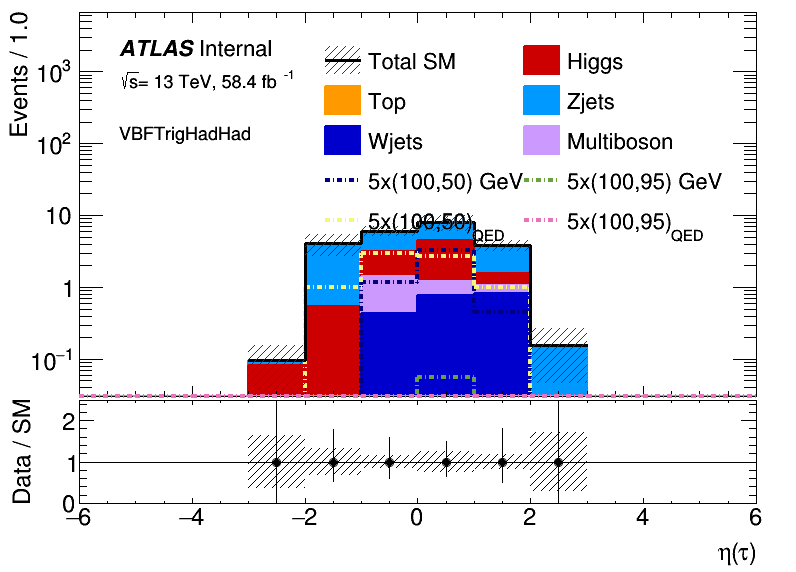 Events / 1.0
ATLAS Internal
√s= 13 TeV, 58.4 fb⁻¹
VBFTrigHadHad
Total SM
Higgs
Top
Zjets
Wjets
Multiboson
5x(100,50) GeV
5x(100,95) GeV
5x(100,50)QED
5x(100,95)QED
10³
10²
10
1
10⁻¹
Data / SM
2
1
0
−6 −4 −2 0 2 4 6
η(τ)